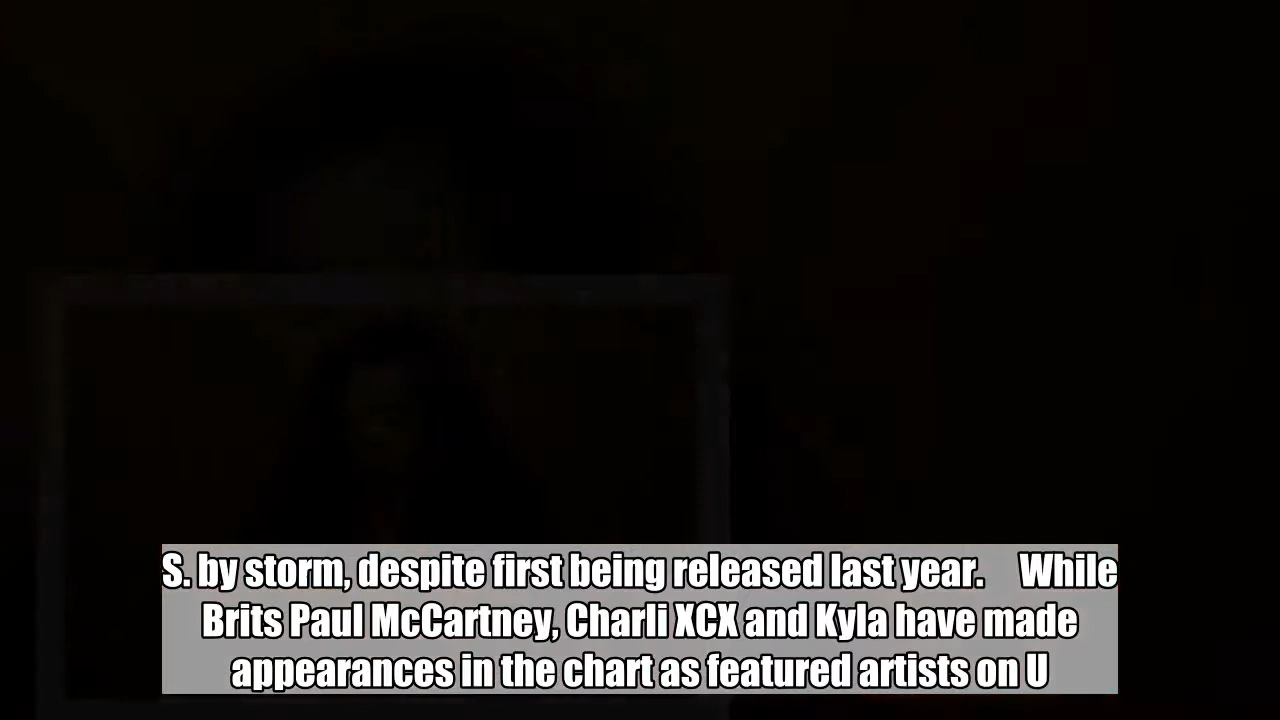 S. by storm, despite first being released last year. While
Brits Paul McCartney, Charli XCX and Kyla have made
appearances in the chart as featured artists on U